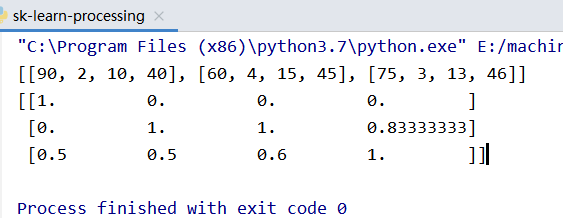 sk-learn-processing ×
"C:\Program Files (x86)\python3.7\python.exe" E:/machin
[[90, 2, 10, 40], [60, 4, 15, 45], [75, 3, 13, 46]]
[[1. 0. 0. 0. ]
[0. 1. 1. 0.83333333]
[0.5 0.5 0.6 1. ]]
Process finished with exit code 0